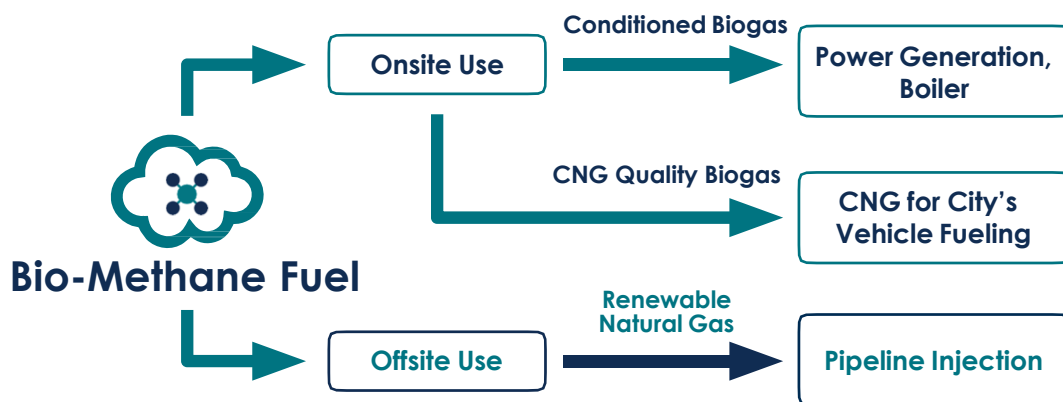 Conditioned Biogas
Onsite Use
Power Generation,
Boiler
CNG Quality Biogas
CNG for City’s
Vehicle Fueling
Bio-Methane Fuel
Renewable
Natural Gas
Offsite Use
Pipeline Injection